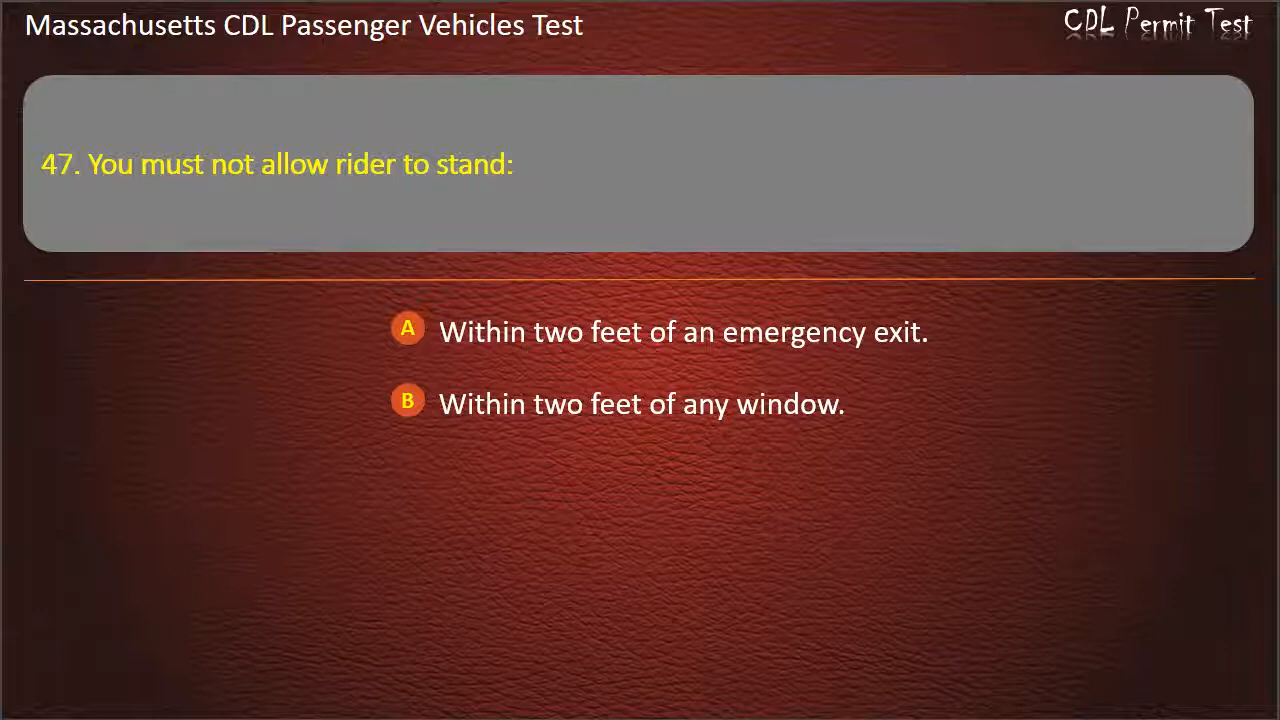 Massachusetts CDL Passenger Vehicles Test
CDL Permit Test
47. You must not allow rider to stand:
A Within two feet of an emergency exit.
B Within two feet of any window.